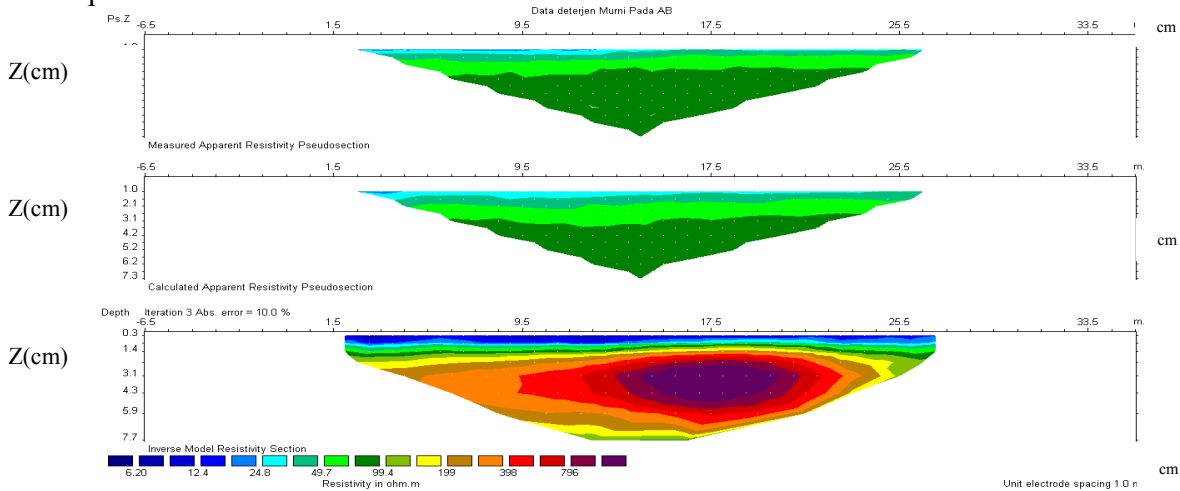 Data deterjen Murni Pada AB
Ps.Z
-6.5 1.5 9.5 17.5 25.6 33.5
cm
Z(cm)
Measured Apparent Resistivity Pseudosection
-6.5 1.5 9.5 17.5 25.6 33.5 m.
1.0
2.1
Z(cm)
3.1
4.2
cm
5.2
6.2
7.3
Calculated Apparent Resistivity Pseudosection
Depth Iteration 3 Abs. error = 10.0 %
-6.5 1.5 9.5 17.5 25.6 33.5 m.
0.3
1.4
Z(cm)
3.1
4.3
5.9
7.7
Inverse Model Resistivity Section
6.20 12.4 24.8 49.7 99.4 199 398 796
cm
Resistivity in ohm.m Unit electrode spacing 1.0